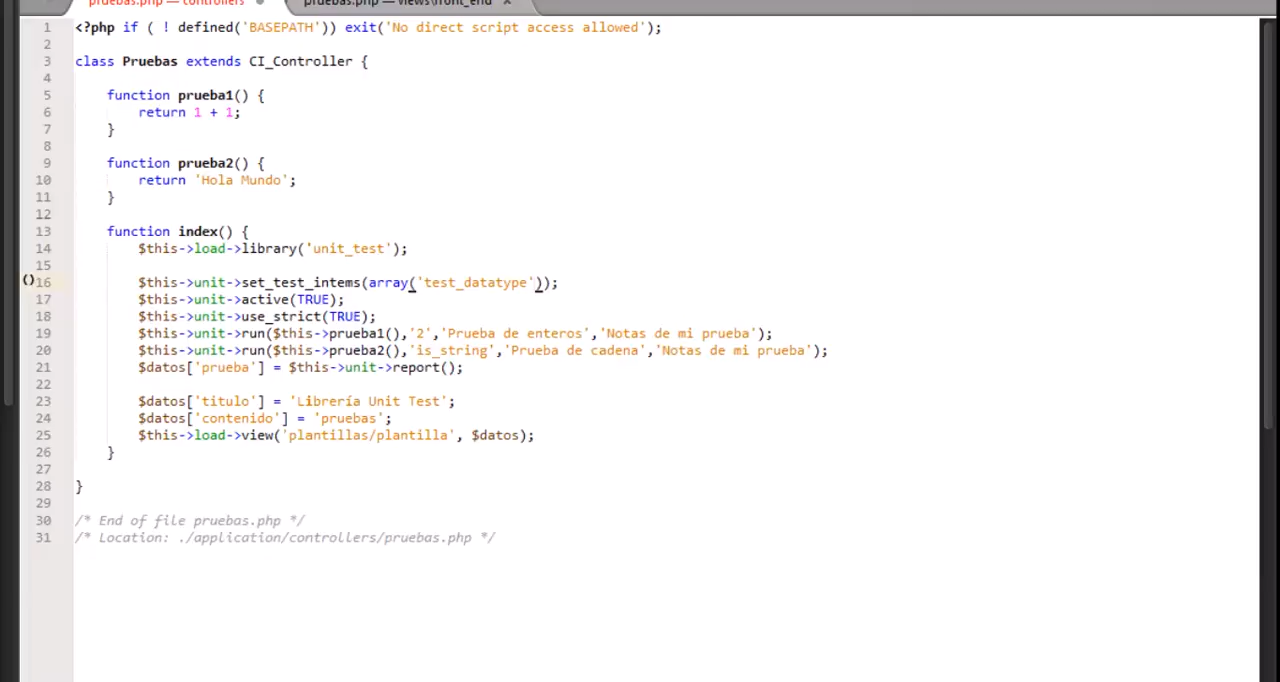 pruebas.php — controllers
pruebas.php — views\front_end ×
1 <?php if ( ! defined('BASEPATH')) exit('No direct script access allowed');
2
3 class Pruebas extends CI_Controller {
4
5 function prueba1() {
6 return 1 + 1;
7 }
8
9 function prueba2() {
10 return 'Hola Mundo';
11 }
12
13 function index() {
14 $this->load->library('unit_test');
15
16 $this->unit->set_test_intems(array('test_datatype'));
17 $this->unit->active(TRUE);
18 $this->unit->use_strict(TRUE);
19 $this->unit->run($this->prueba1(),'2','Prueba de enteros','Notas de mi prueba');
20 $this->unit->run($this->prueba2(),'is_string','Prueba de cadena','Notas de mi prueba');
21 $datos['prueba'] = $this->unit->report();
22
23 $datos['titulo'] = 'Librería Unit Test';
24 $datos['contenido'] = 'pruebas';
25 $this->load->view('plantillas/plantilla', $datos);
26 }
27
28 }
29
30 /* End of file pruebas.php */
31 /* Location: ./application/controllers/pruebas.php */